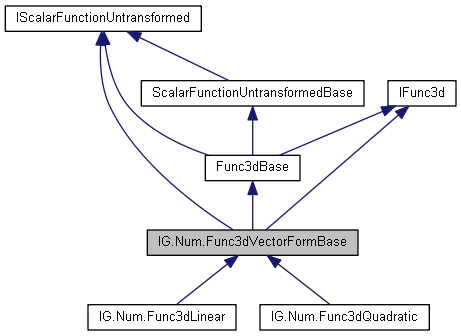 IScalarFunctionUntransformed
ScalarFunctionUntransformedBase
IFunc3d
Func3dBase
IG.Num.Func3dVectorFormBase
IG.Num.Func3dLinear
IG.Num.Func3dQuadratic